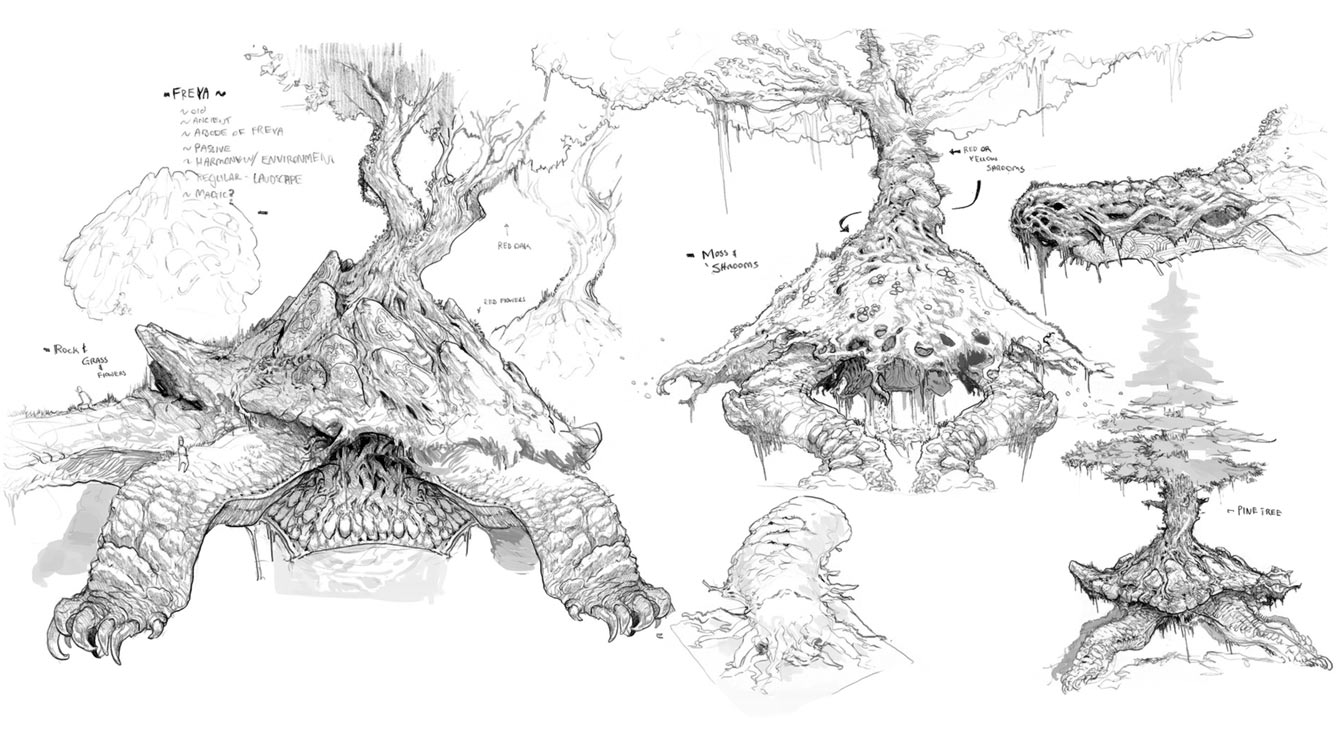 ~ FREYA ~
~ OLD
~ ANCIENT
~ ABODE OF FREYA
~ PASSIVE
~ HARMONY W/ ENVIRONMENT
REGULAR - LANDSCAPE
~ MAGIC?
RED OAK
RED FLOWERS
- ROCK &
GRASS
&
FLOWERS
- MOSS &
SHROOMS
← RED OR
YELLOW
SHROOMS
← PINE TREE